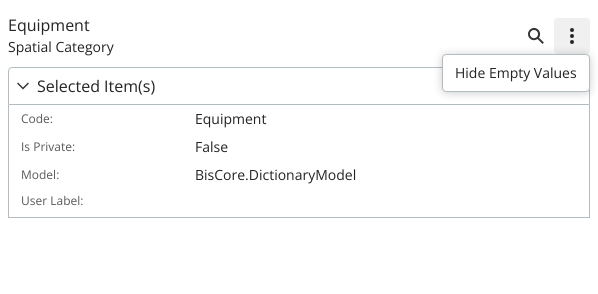 Equipment
Spatial Category
Hide Empty Values
Selected Item(s)
Code: Equipment
Is Private: False
Model: BisCore.DictionaryModel
User Label: